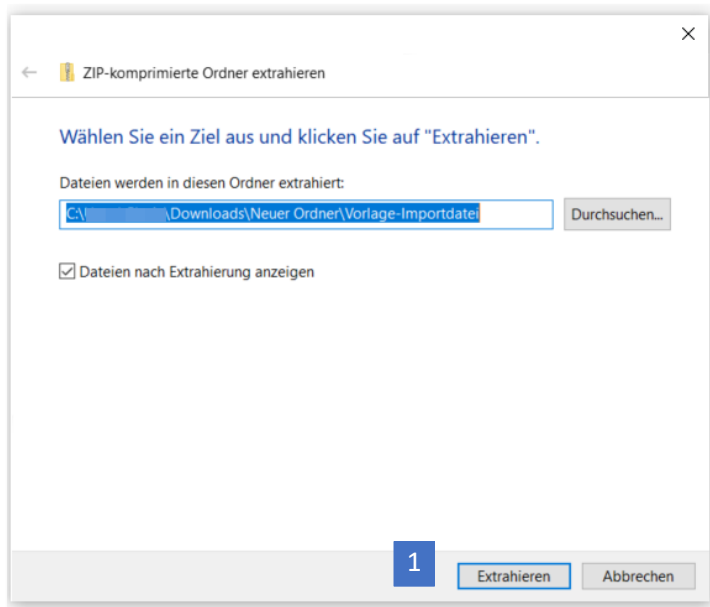 ZIP-komprimierte Ordner extrahieren
Wählen Sie ein Ziel aus und klicken Sie auf "Extrahieren".
Dateien werden in diesen Ordner extrahiert:
C:\ \Downloads\Neuer Ordner\Vorlage-Importdatei
Durchsuchen...
Dateien nach Extrahierung anzeigen
1
Extrahieren
Abbrechen